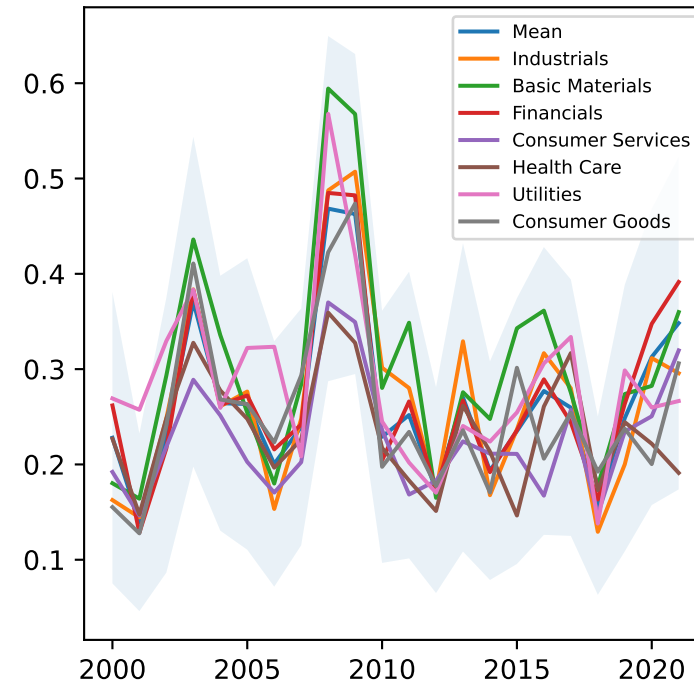 Mean
Industrials
Basic Materials
Financials
Consumer Services
Health Care
Utilities
Consumer Goods
0.6
0.5
0.4
0.3
0.2
0.1
2000 2005 2010 2015 2020